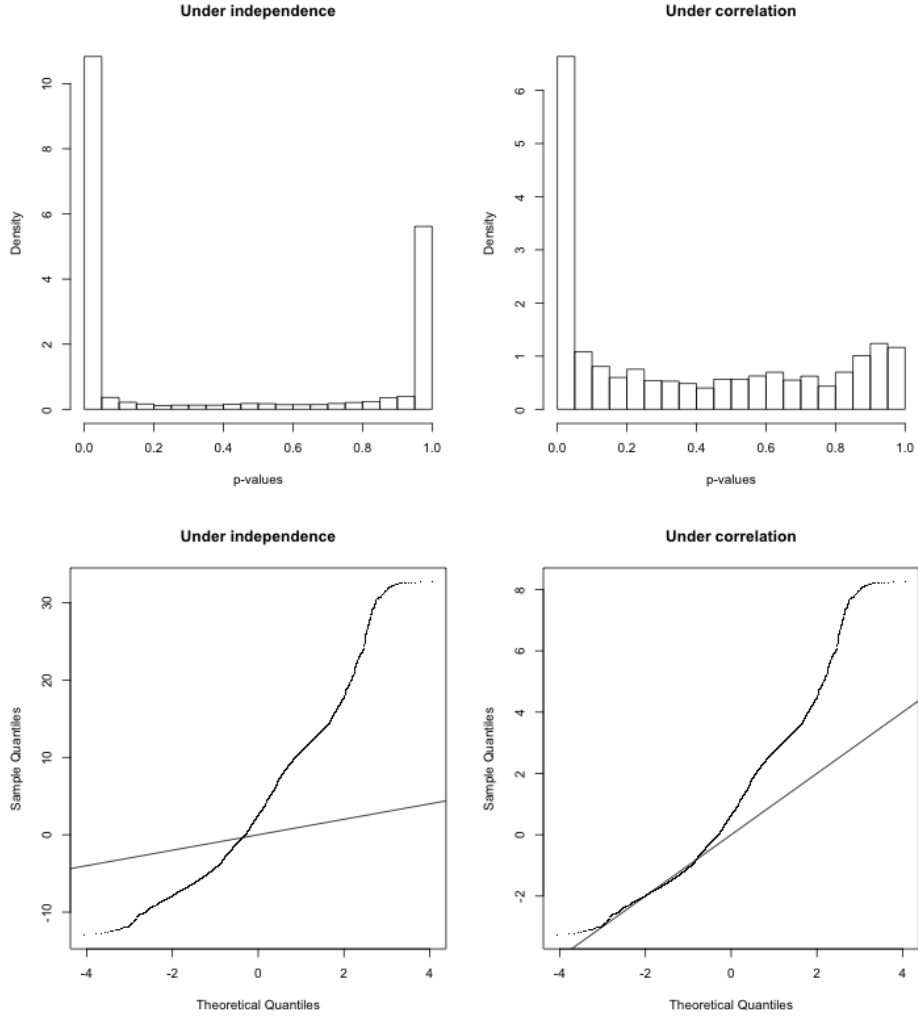 Under independence
Under correlation
Density
10
8
6
4
2
0
0.0 0.2 0.4 0.6 0.8 1.0
p-values
Density
6
5
4
3
2
1
0
0.0 0.2 0.4 0.6 0.8 1.0
p-values
Under independence
Under correlation
Sample Quantiles
30
20
10
0
-10
-4 -2 0 2 4
Theoretical Quantiles
Sample Quantiles
8
6
4
2
0
-2
-4 -2 0 2 4
Theoretical Quantiles